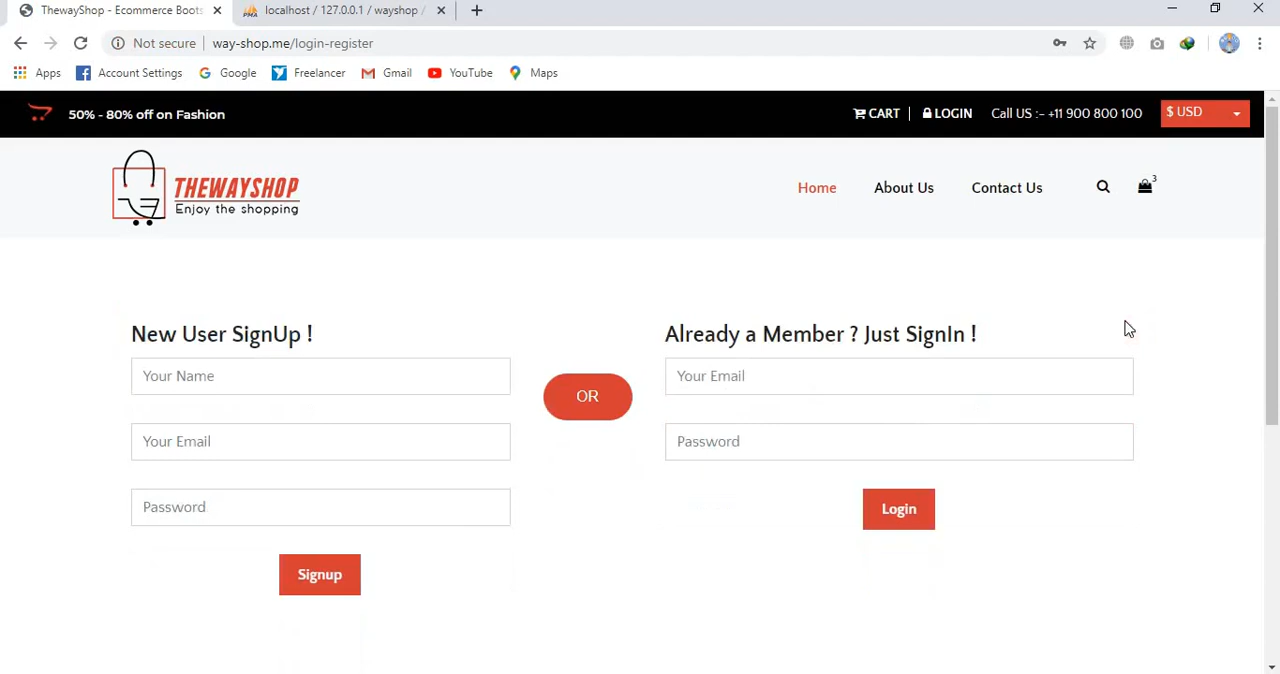 ThewayShop - Ecommerce Boots
localhost / 127.0.0.1 / wayshop /
Not secure
way-shop.me/login-register
Apps
Account Settings
Google
Freelancer
Gmail
YouTube
Maps
50% - 80% off on Fashion
CART
LOGIN
Call US :- +11 900 800 100
$ USD
THEWAYSHOP
Enjoy the shopping
Home
About Us
Contact Us
3
New User SignUp !
Your Name
Your Email
Password
Signup
OR
Already a Member ? Just SignIn !
Your Email
Password
Login